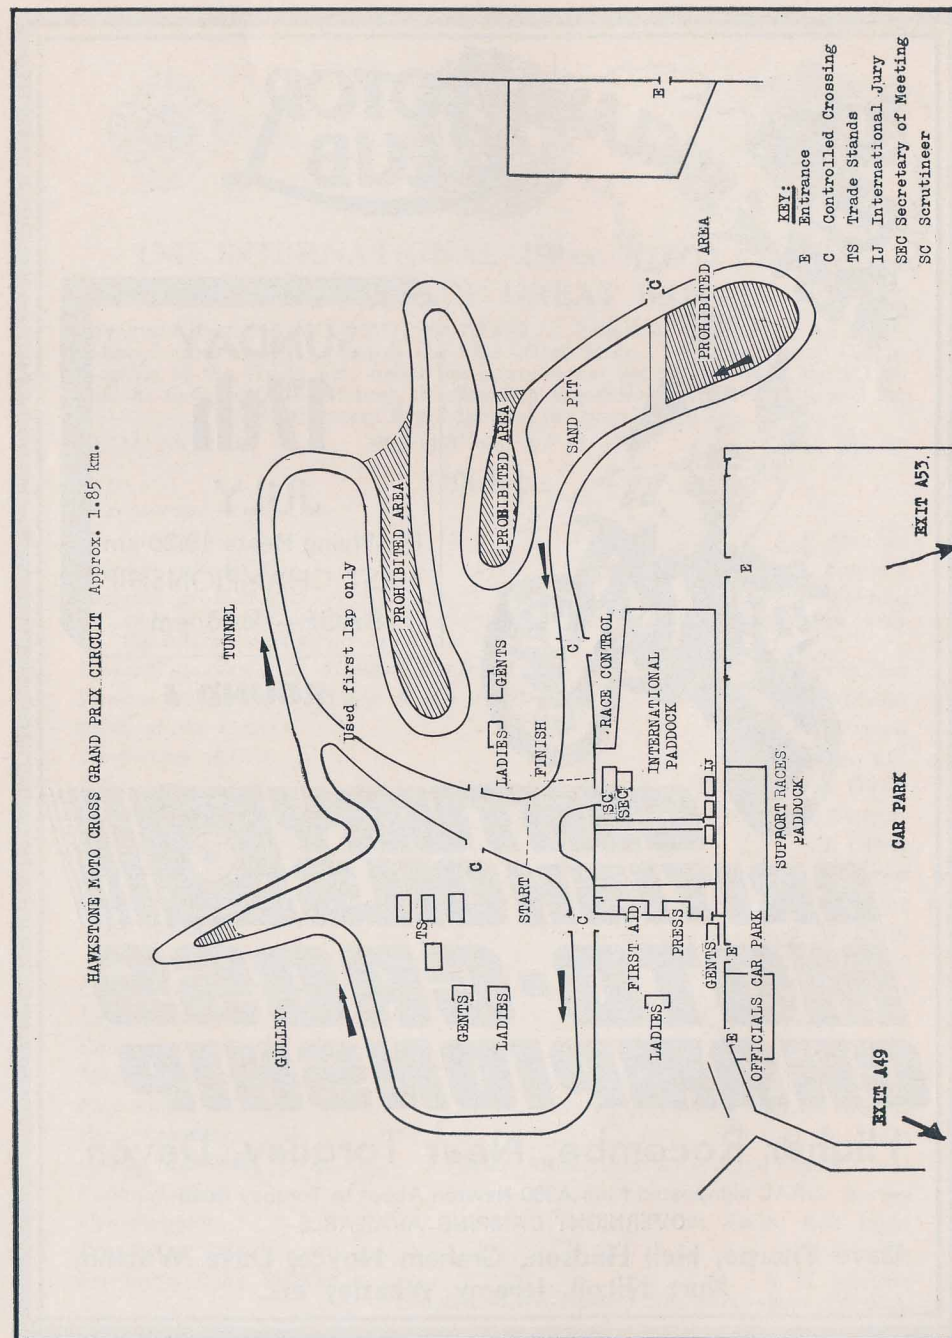 HAWKSTONE MOTO CROSS GRAND PRIX CIRCUIT Approx. 1.85 km.
GULLEY
TUNNEL
Used first lap only
PROHIBITED AREA
PROHIBITED AREA
PROHIBITED AREA
SAND PIT
C
TS
GENTS
LADIES
C
START
FINISH
LADIES
GENTS
C
C
RACE CONTROL
SC
SEC
INTERNATIONAL
PADDOCK
IJ
FIRST AID
PRESS
LADIES
GENTS
E
E
E
E
OFFICIALS CAR PARK
SUPPORT RACES
PADDOCK
CAR PARK
EXIT A49
EXIT A53.
KEY:
E Entrance
C Controlled Crossing
TS Trade Stands
IJ International Jury
SEC Secretary of Meeting
SC Scrutineer